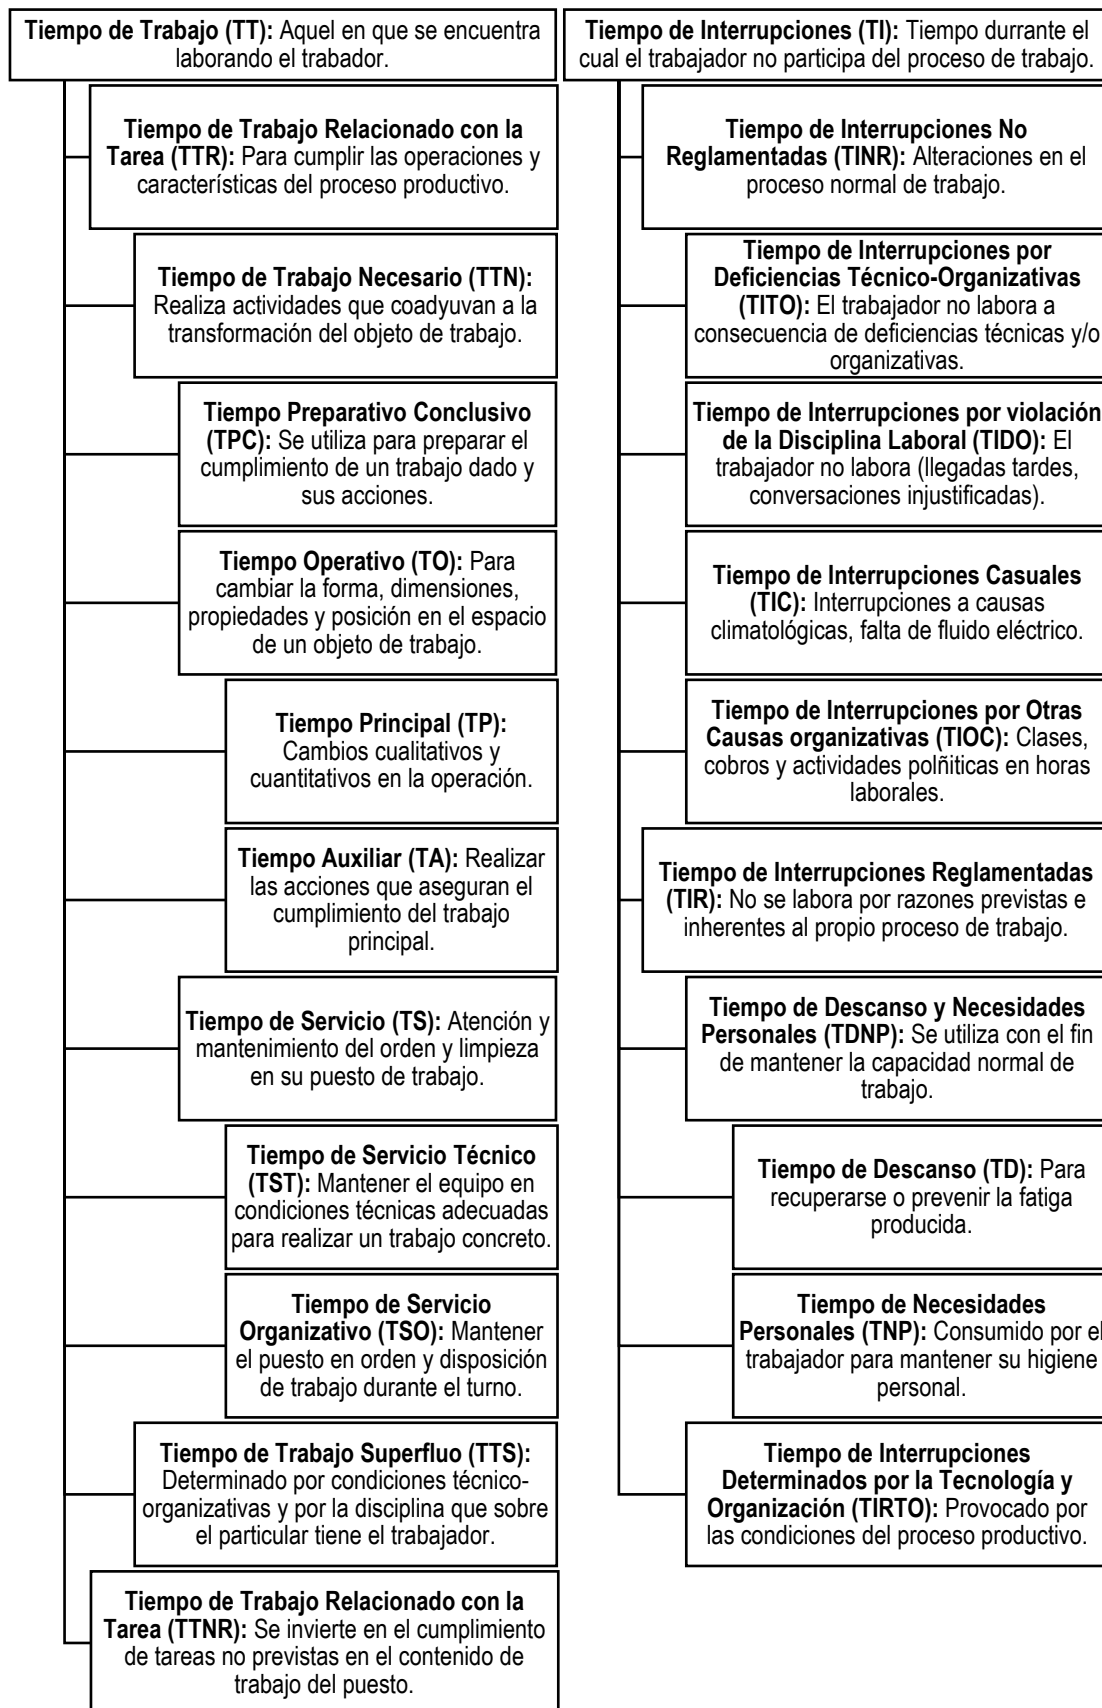 Tiempo de Trabajo (TT): Aquel en que se encuentra
laborando el trabador.
Tiempo de Trabajo Relacionado con la
Tarea (TTR): Para cumplir las operaciones y
características del proceso productivo.
Tiempo de Trabajo Necesario (TTN):
Realiza actividades que coadyuvan a la
transformación del objeto de trabajo.
Tiempo Preparativo Conclusivo
(TPC): Se utiliza para preparar el
cumplimiento de un trabajo dado y
sus acciones.
Tiempo Operativo (TO): Para
cambiar la forma, dimensiones,
propiedades y posición en el espacio
de un objeto de trabajo.
Tiempo Principal (TP):
Cambios cualitativos y
cuantitativos en la operación.
Tiempo Auxiliar (TA): Realizar
las acciones que aseguran el
cumplimiento del trabajo
principal.
Tiempo de Servicio (TS): Atención y
mantenimiento del orden y limpieza
en su puesto de trabajo.
Tiempo de Servicio Técnico
(TST): Mantener el equipo en
condiciones técnicas adecuadas
para realizar un trabajo concreto.
Tiempo de Servicio
Organizativo (TSO): Mantener
el puesto en orden y disposición
de trabajo durante el turno.
Tiempo de Trabajo Superfluo (TTS):
Determinado por condiciones técnico-
organizativas y por la disciplina que sobre
el particular tiene el trabajador.
Tiempo de Trabajo Relacionado con la
Tarea (TTNR): Se invierte en el cumplimiento
de tareas no previstas en el contenido de
trabajo del puesto.
Tiempo de Interrupciones (TI): Tiempo durrante el
cual el trabajador no participa del proceso de trabajo.
Tiempo de Interrupciones No
Reglamentadas (TINR): Alteraciones en el
proceso normal de trabajo.
Tiempo de Interrupciones por
Deficiencias Técnico-Organizativas
(TITO): El trabajador no labora a
consecuencia de deficiencias técnicas y/o
organizativas.
Tiempo de Interrupciones por violación
de la Disciplina Laboral (TIDO): El
trabajador no labora (llegadas tardes,
conversaciones injustificadas).
Tiempo de Interrupciones Casuales
(TIC): Interrupciones a causas
climatológicas, falta de fluido eléctrico.
Tiempo de Interrupciones por Otras
Causas organizativas (TIOC): Clases,
cobros y actividades polñiticas en horas
laborales.
Tiempo de Interrupciones Reglamentadas
(TIR): No se labora por razones previstas e
inherentes al propio proceso de trabajo.
Tiempo de Descanso y Necesidades
Personales (TDNP): Se utiliza con el fin
de mantener la capacidad normal de
trabajo.
Tiempo de Descanso (TD): Para
recuperarse o prevenir la fatiga
producida.
Tiempo de Necesidades
Personales (TNP): Consumido por el
trabajador para mantener su higiene
personal.
Tiempo de Interrupciones
Determinados por la Tecnología y
Organización (TIRTO): Provocado por
las condiciones del proceso productivo.